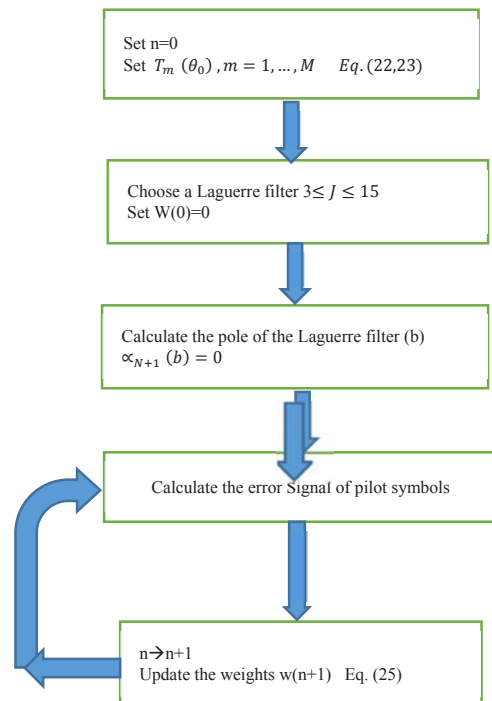 Set n=0
Set T_m (θ_0) , m = 1, … , M Eq. (22,23)
Choose a Laguerre filter 3≤ J ≤ 15
Set W(0)=0
Calculate the pole of the Laguerre filter (b)
∝_{N+1} (b) = 0
Calculate the error Signal of pilot symbols
n→n+1
Update the weights w(n+1) Eq. (25)